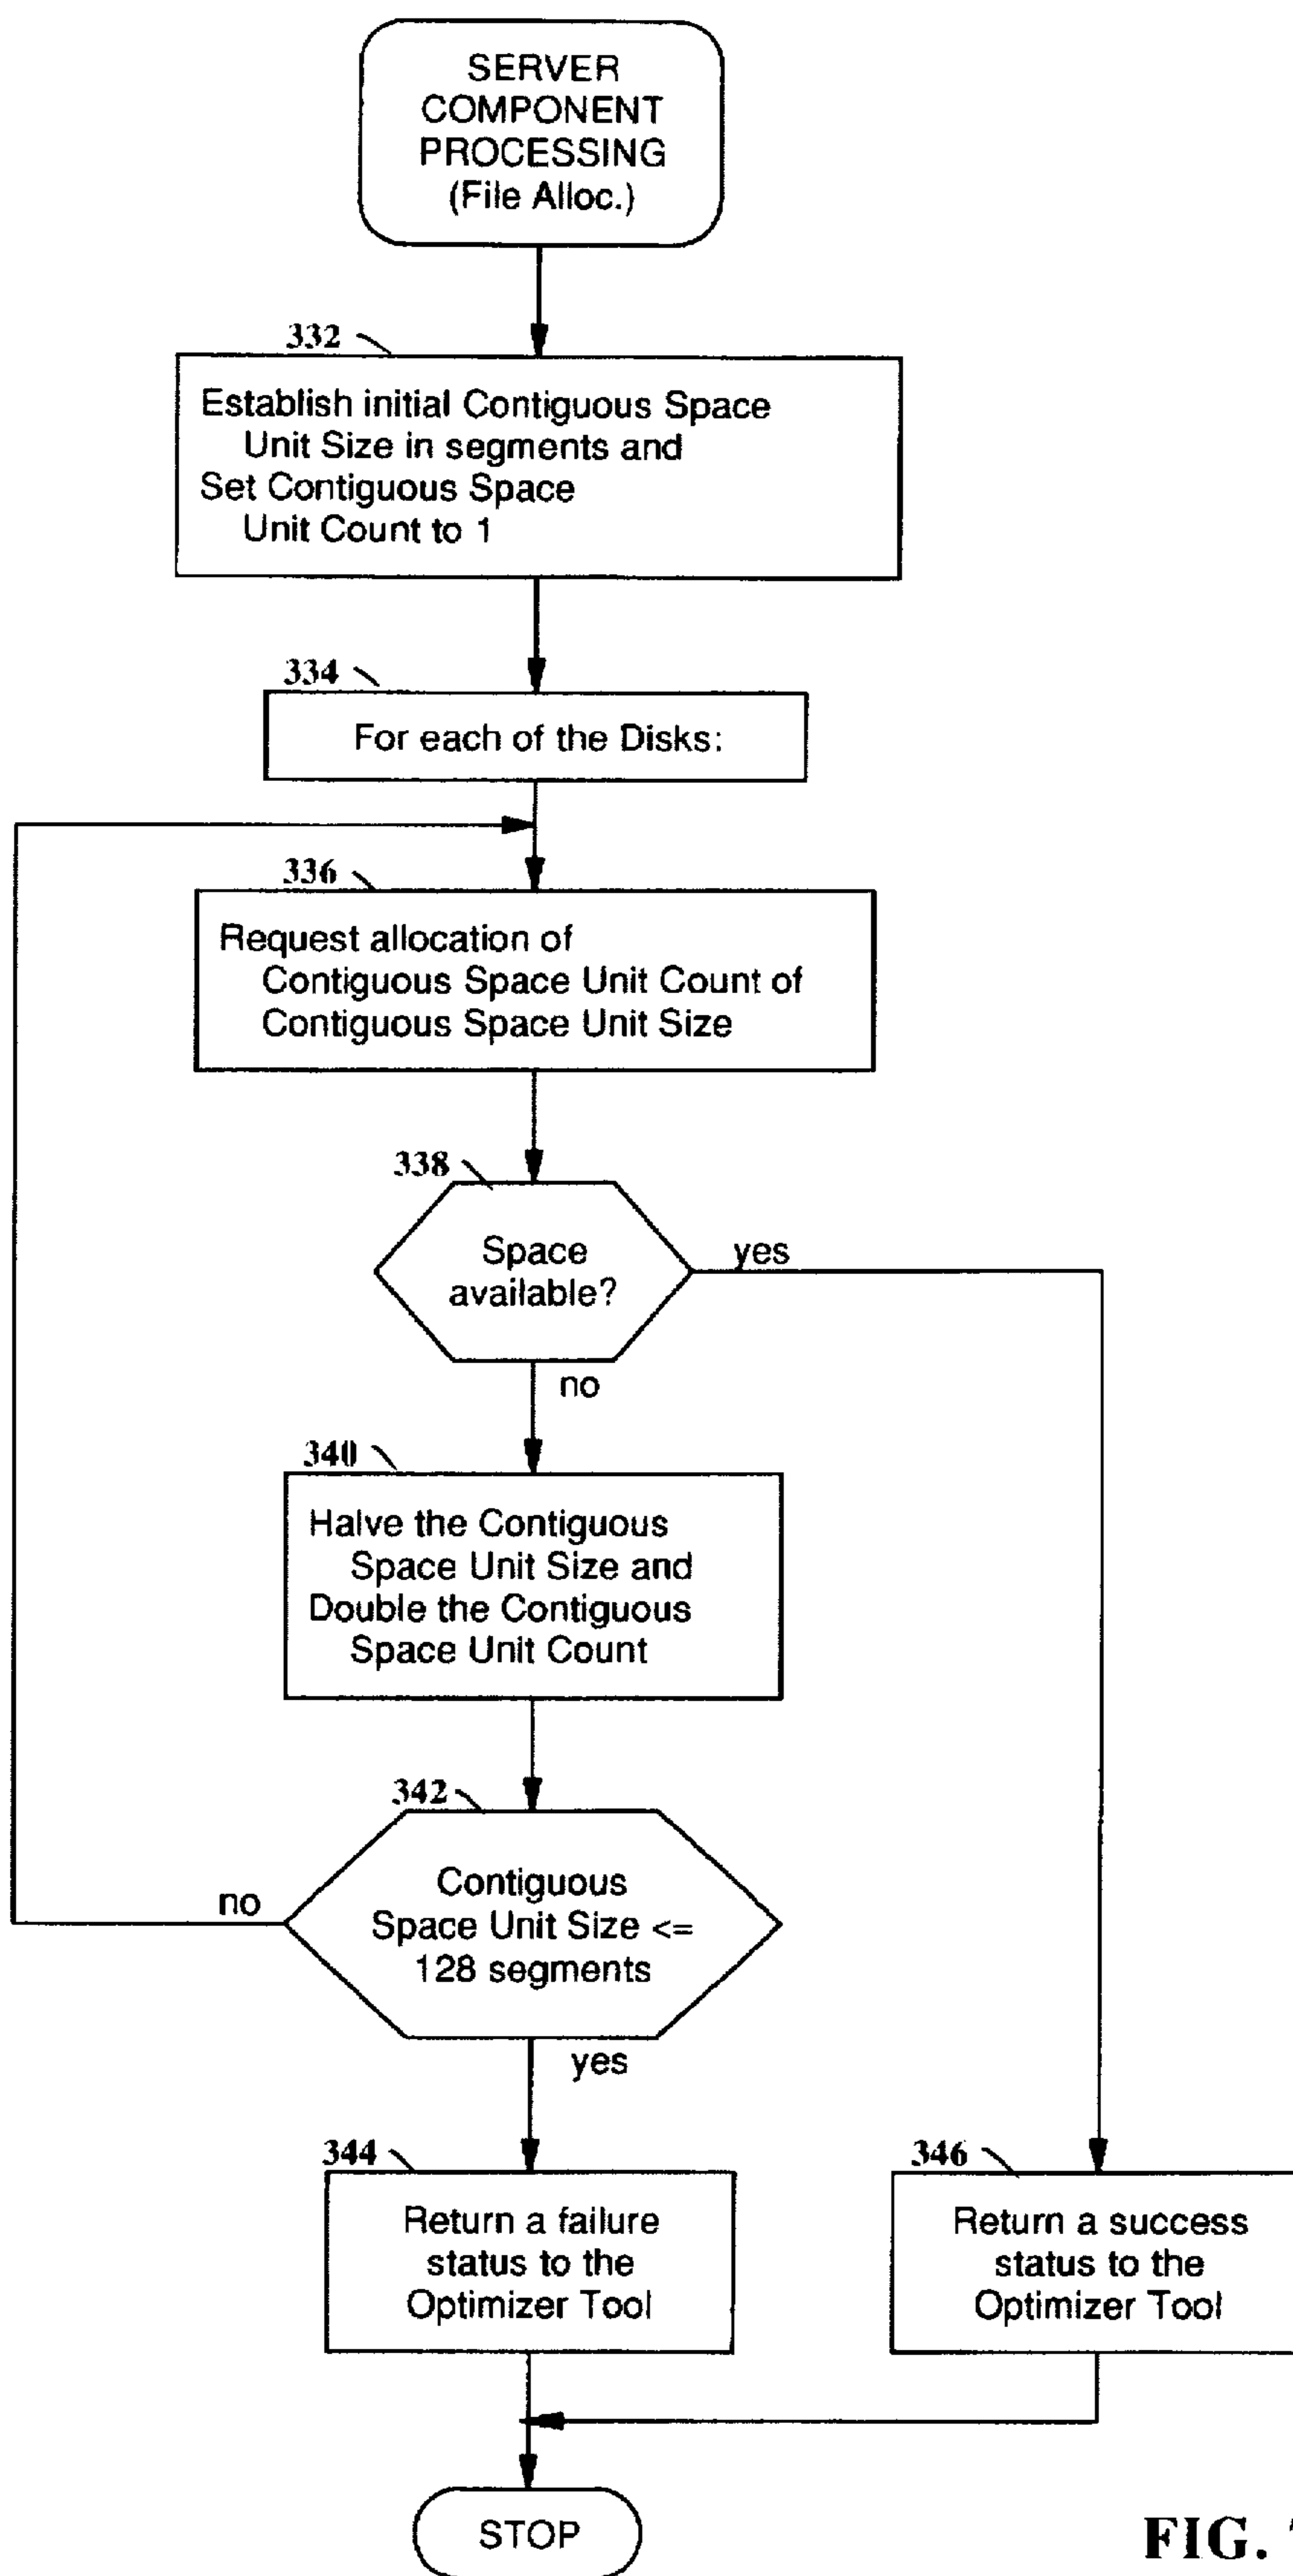 SERVER
COMPONENT
PROCESSING
(File Alloc.)
332
Establish initial Contiguous Space
Unit Size in segments and
Set Contiguous Space
Unit Count to 1
334
For each of the Disks:
336
Request allocation of
Contiguous Space Unit Count of
Contiguous Space Unit Size
338
Space
available?
yes
no
340
Halve the Contiguous
Space Unit Size and
Double the Contiguous
Space Unit Count
342
Contiguous
Space Unit Size <=
128 segments
no
yes
344
Return a failure
status to the
Optimizer Tool
346
Return a success
status to the
Optimizer Tool
STOP
FIG.